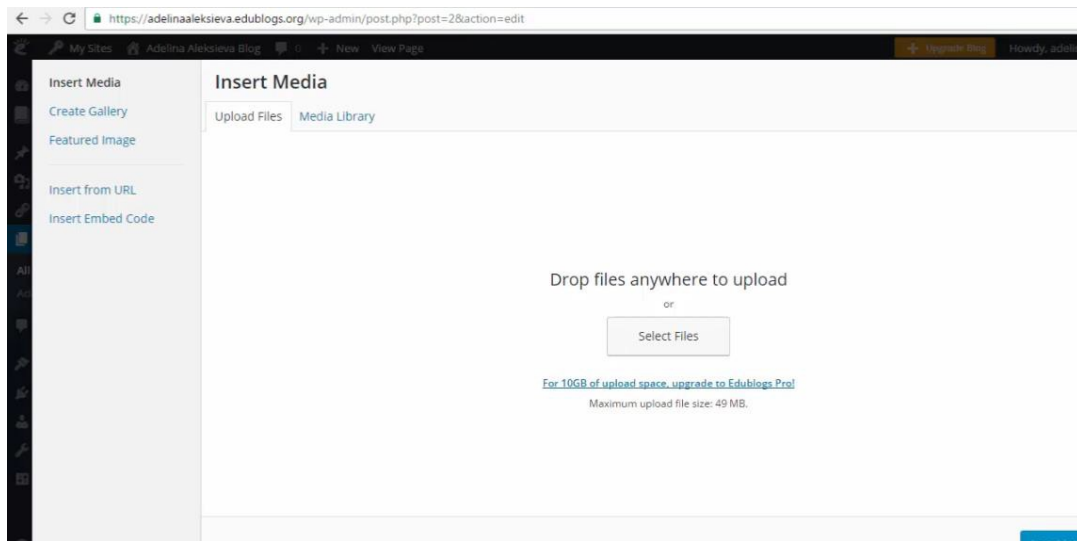 https://adelinaaleksieva.edublogs.org/wp-admin/post.php?post=2&action=edit
My Sites Adelina Aleksieva Blog 0 + New View Page Upgrade Blog Howdy,
Insert Media
Create Gallery
Featured Image
Insert from URL
Insert Embed Code
Insert Media
Upload Files Media Library
Drop files anywhere to upload
or
Select Files
For 10GB of upload space, upgrade to Edublogs Pro!
Maximum upload file size: 49 MB.
All